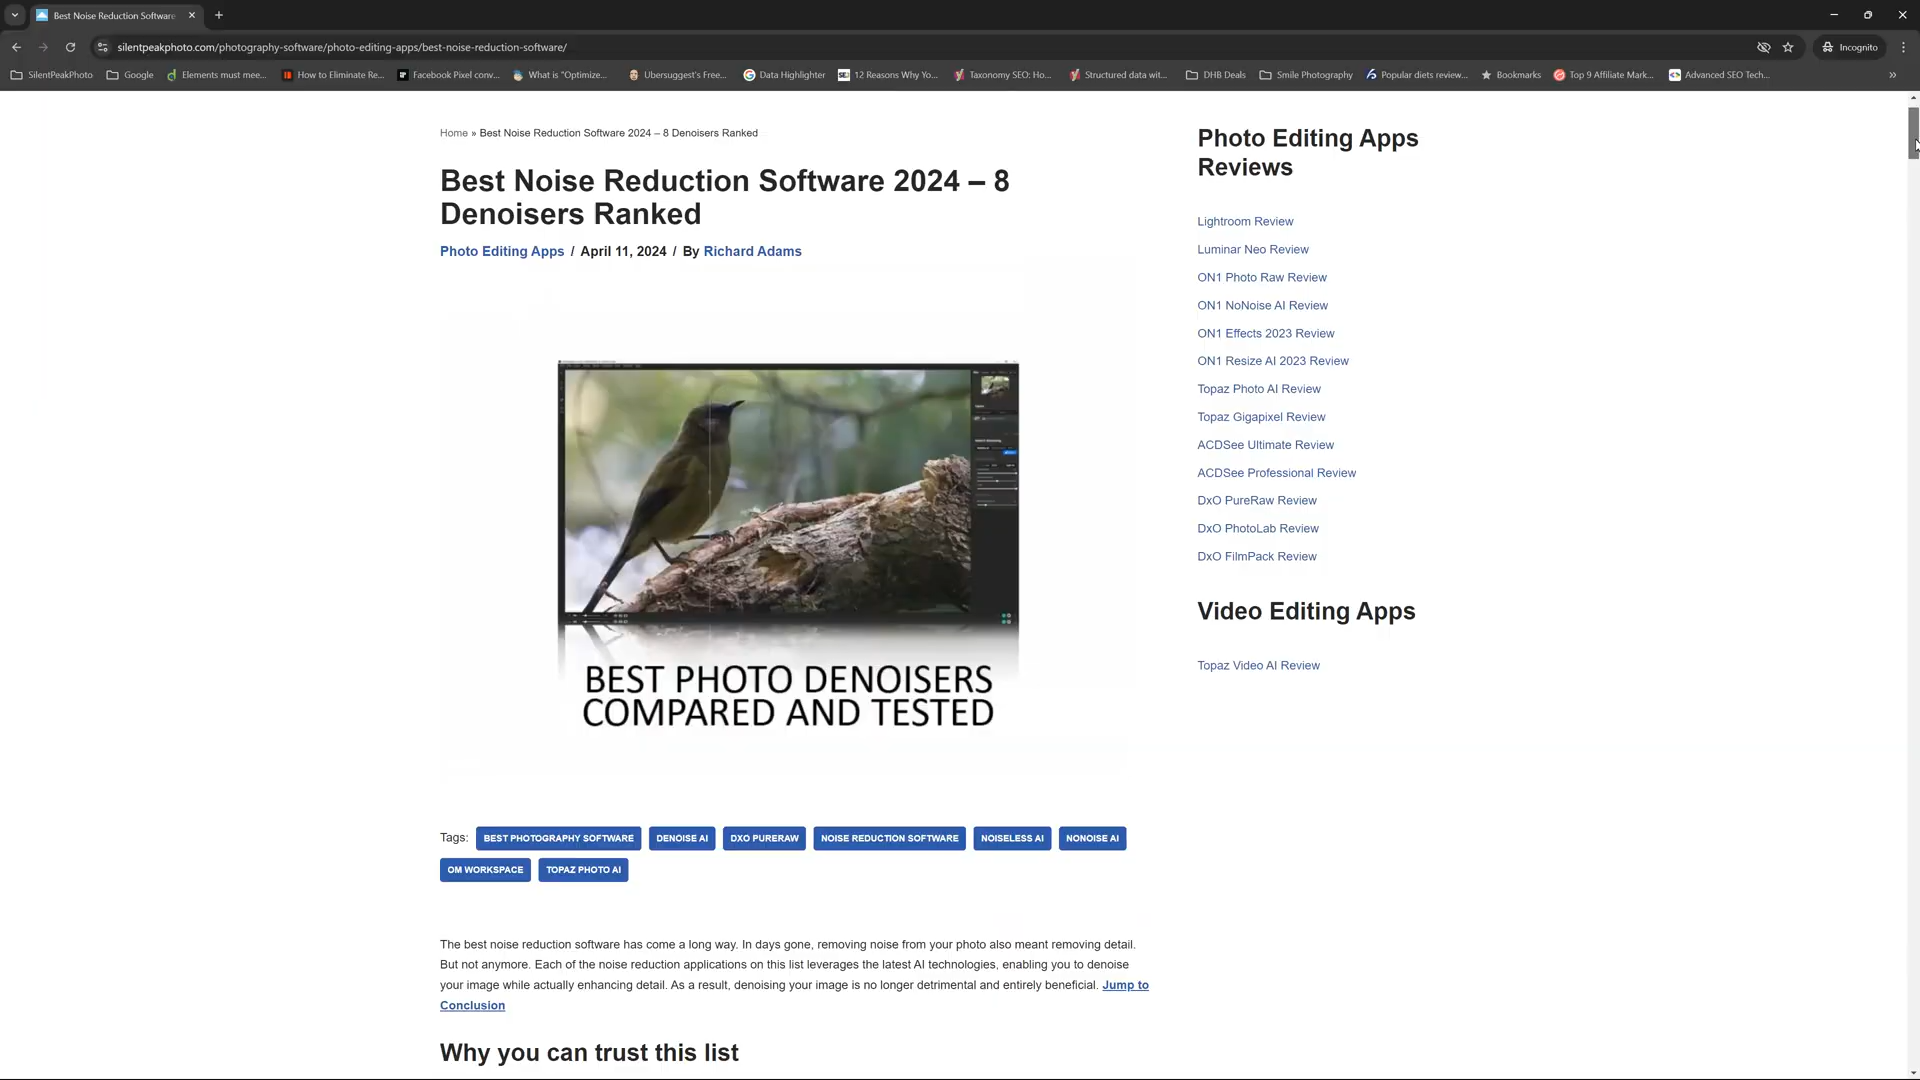 Best Noise Reduction Software
silentpeakphoto.com/photography-software/photo-editing-apps/best-noise-reduction-software/
Incognito
SilentPeakPhoto
Google
Elements must mee...
How to Eliminate Re...
Facebook Pixel conv...
What is "Optimize...
Ubersuggest's Free...
Data Highlighter
12 Reasons Why Yo...
Taxonomy SEO: Ho...
Structured data wit...
DHB Deals
Smile Photography
Popular diets review...
Bookmarks
Top 9 Affiliate Mark...
Advanced SEO Tech...
Home » Best Noise Reduction Software 2024 – 8 Denoisers Ranked
Best Noise Reduction Software 2024 – 8
Denoisers Ranked
Photo Editing Apps / April 11, 2024 / By Richard Adams
BEST PHOTO DENOISERS
COMPARED AND TESTED
Tags: BEST PHOTOGRAPHY SOFTWARE DENOISE AI DXO PURERAW NOISE REDUCTION SOFTWARE NOISELESS AI NONOISE AI
OM WORKSPACE TOPAZ PHOTO AI
The best noise reduction software has come a long way. In days gone, removing noise from your photo also meant removing detail.
But not anymore. Each of the noise reduction applications on this list leverages the latest AI technologies, enabling you to denoise
your image while actually enhancing detail. As a result, denoising your image is no longer detrimental and entirely beneficial. Jump to
Conclusion
Why you can trust this list
Photo Editing Apps
Reviews
Lightroom Review
Luminar Neo Review
ON1 Photo Raw Review
ON1 NoNoise AI Review
ON1 Effects 2023 Review
ON1 Resize AI 2023 Review
Topaz Photo AI Review
Topaz Gigapixel Review
ACDSee Ultimate Review
ACDSee Professional Review
DxO PureRaw Review
DxO PhotoLab Review
DxO FilmPack Review
Video Editing Apps
Topaz Video AI Review